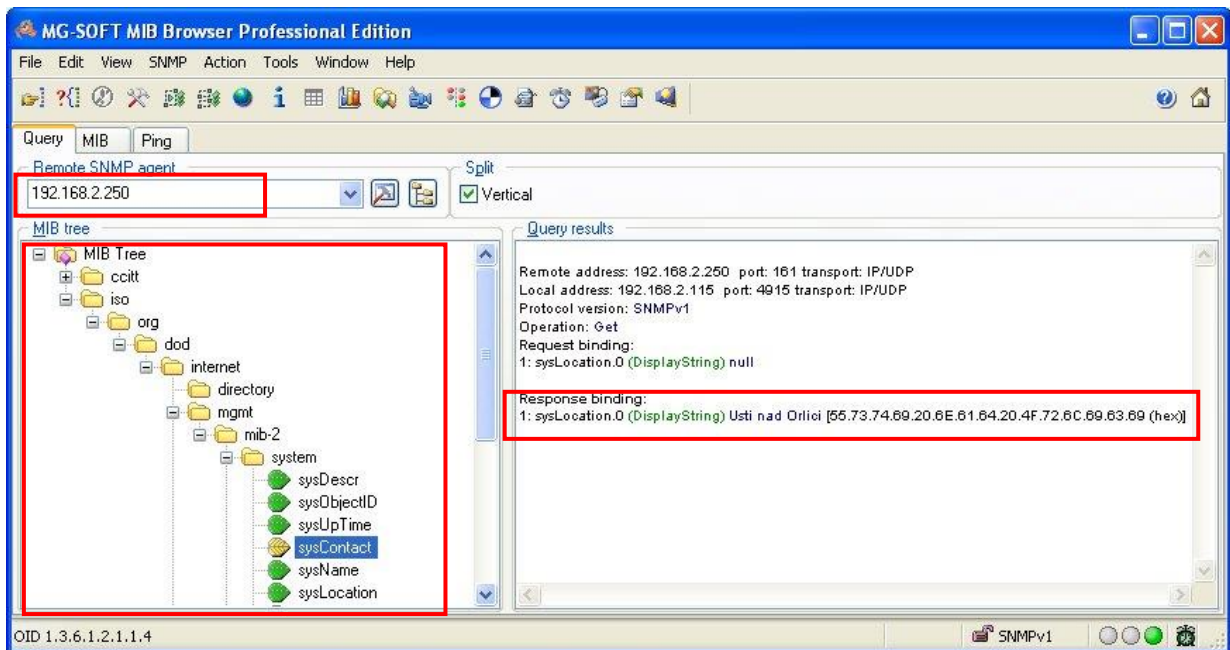 MG-SOFT MIB Browser Professional Edition
File Edit View SNMP Action Tools Window Help
Query MIB Ping
Remote SNMP agent
192.168.2.250
Split
Vertical
MIB tree
MIB Tree
ccitt
iso
org
dod
internet
directory
mgmt
mib-2
system
sysDescr
sysObjectID
sysUpTime
sysContact
sysName
sysLocation
Query results
Remote address: 192.168.2.250 port: 161 transport: IP/UDP
Local address: 192.168.2.115 port: 4915 transport: IP/UDP
Protocol version: SNMPv1
Operation: Get
Request binding:
1: sysLocation.0 (DisplayString) null
Response binding:
1: sysLocation.0 (DisplayString) Usti nad Orlici [55.73.74.69.20.6E.61.64.20.4F.72.6C.69.63.69 (hex)]
OID 1.3.6.1.2.1.1.4
SNMPv1